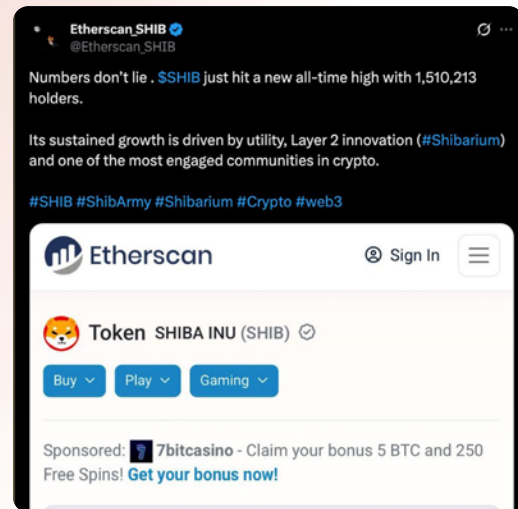 Etherscan_SHIB
@Etherscan_SHIB
Numbers don't lie . $SHIB just hit a new all-time high with 1,510,213
holders.
Its sustained growth is driven by utility, Layer 2 innovation (#Shibarium)
and one of the most engaged communities in crypto.
#SHIB #ShibArmy #Shibarium #Crypto #web3
Etherscan Sign In
Token SHIBA INU (SHIB)
Buy Play Gaming
Sponsored: 7bitcasino - Claim your bonus 5 BTC and 250
Free Spins! Get your bonus now!